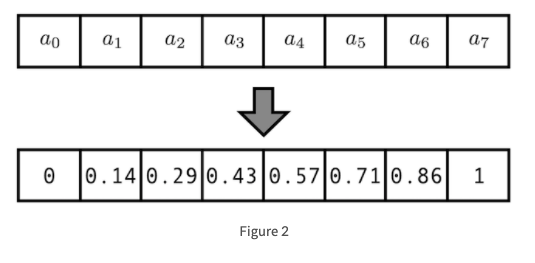 a₀ a₁ a₂ a₃ a₄ a₅ a₆ a₇
0 0.14 0.29 0.43 0.57 0.71 0.86 1
Figure 2